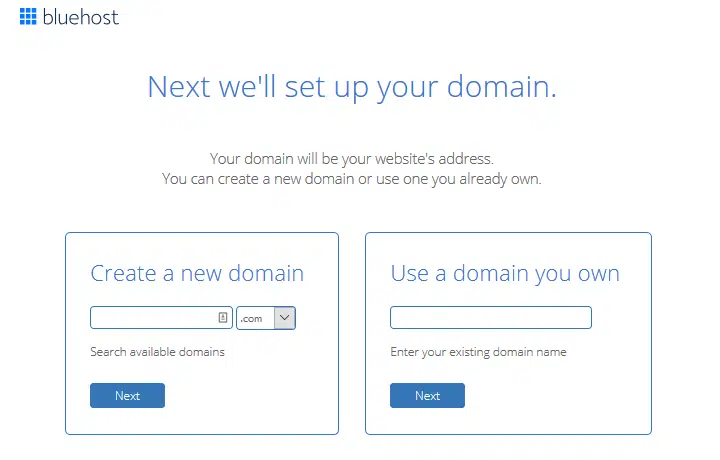 bluehost
Next we'll set up your domain.
Your domain will be your website's address.
You can create a new domain or use one you already own.
Create a new domain
.com
Search available domains
Next
Use a domain you own
Enter your existing domain name
Next